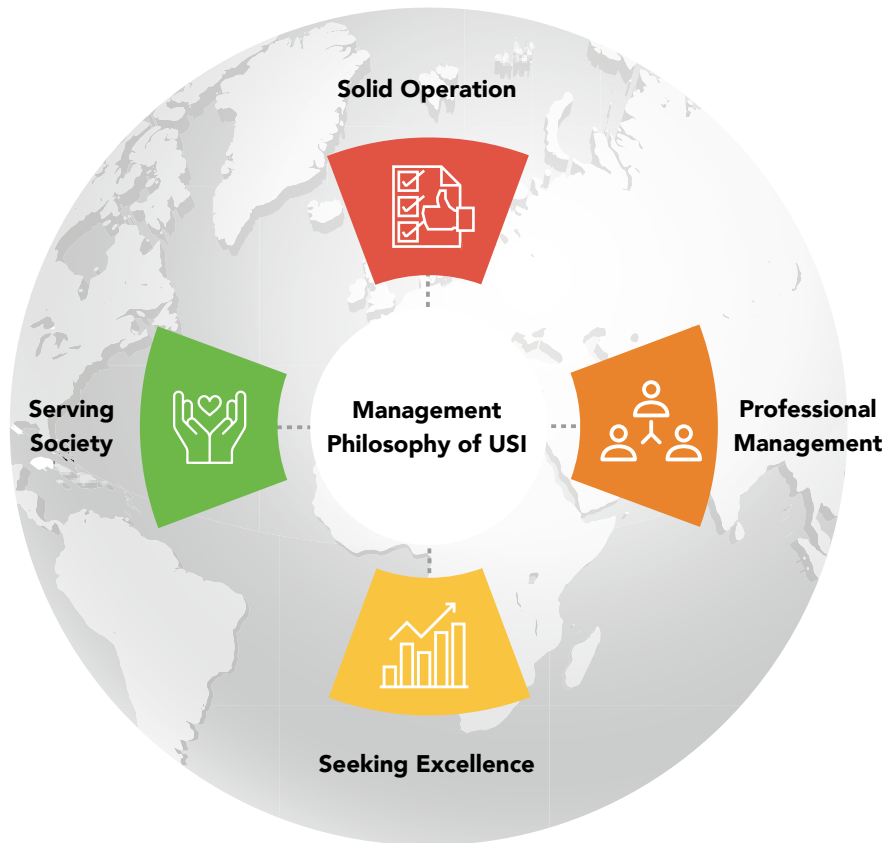 Solid Operation
Serving
Society
Management
Philosophy of USI
Professional
Management
Seeking Excellence